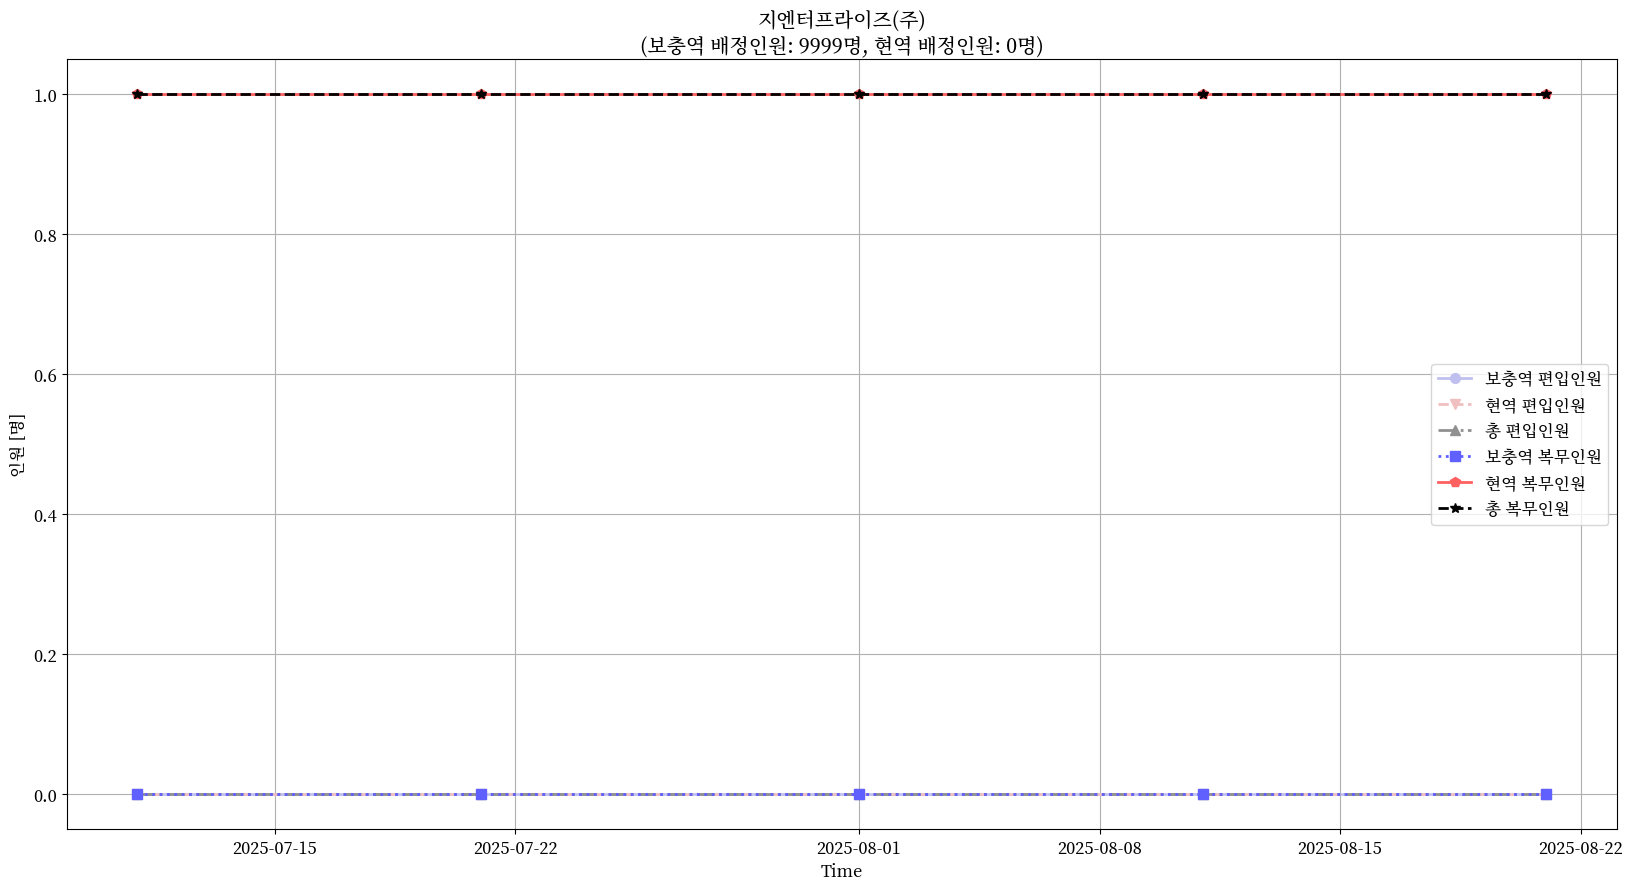 지엔터프라이즈(주)
(보충역 배정인원: 9999명, 현역 배정인원: 0명)
1.0
0.8
0.6
0.4
0.2
0.0
인원 [명]
보충역 편입인원
현역 편입인원
총 편입인원
보충역 복무인원
현역 복무인원
총 복무인원
2025-07-15 2025-07-22 2025-08-01 2025-08-08 2025-08-15 2025-08-22
Time